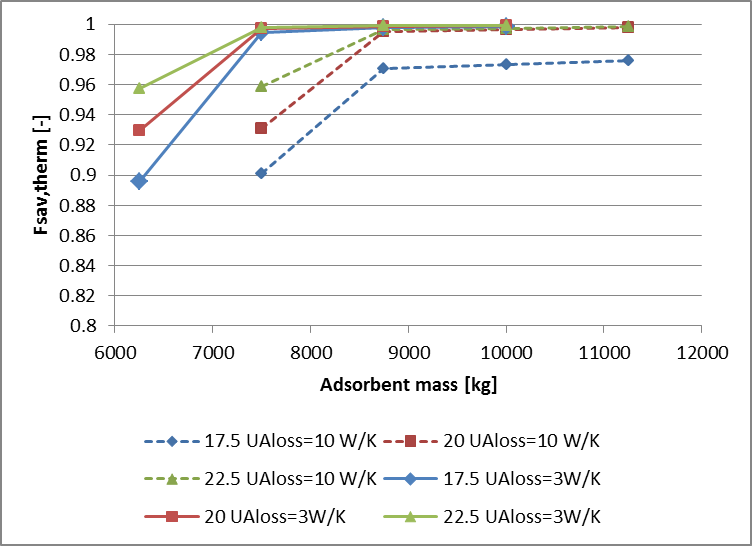 1
0.98
0.96
0.94
0.92
0.9
0.88
0.86
0.84
0.82
0.8
Fsav,therm [-]
6000 7000 8000 9000 10000 11000 12000
Adsorbent mass [kg]
17.5 UAloss=10 W/K 20 UAloss=10 W/K
22.5 UAloss=10 W/K 17.5 UAloss=3W/K
20 UAloss=3W/K 22.5 UAloss=3W/K